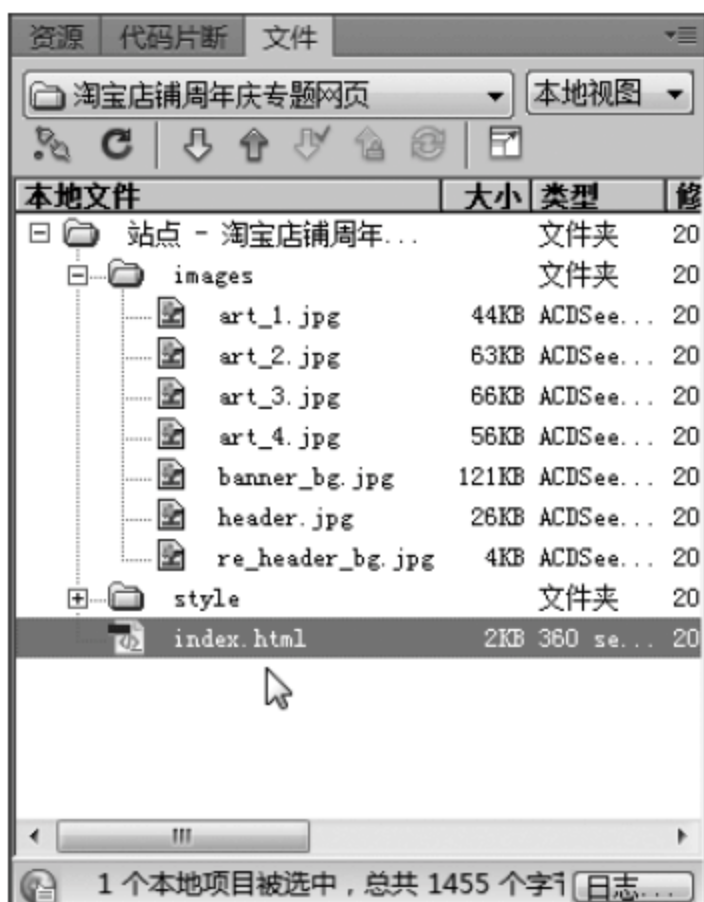 资源 代码片断 文件
淘宝店铺周年庆专题网页 本地视图
本地文件 大小 类型 修
站点 - 淘宝店铺周年... 文件夹 20
images 文件夹 20
art_1.jpg 44KB ACDSee... 20
art_2.jpg 63KB ACDSee... 20
art_3.jpg 66KB ACDSee... 20
art_4.jpg 56KB ACDSee... 20
banner_bg.jpg 121KB ACDSee... 20
header.jpg 26KB ACDSee... 20
re_header_bg.jpg 4KB ACDSee... 20
style 文件夹 20
index.html 2KB 360 se... 20
1 个本地项目被选中，总共 1455 个字 日志...